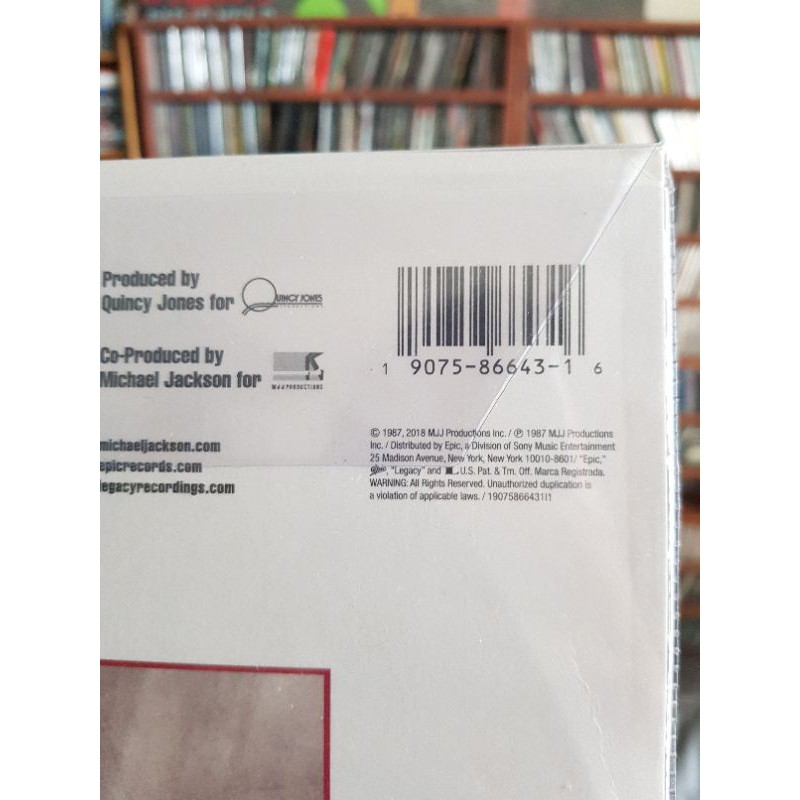 Produced by
Quincy Jones for
QUINCY JONES
PRODUCTIONS
Co-Produced by
Michael Jackson for
MJJ PRODUCTIONS
michaeljackson.com
epicrecords.com
legacyrecordings.com
1 9075-86643-1 6
© 1987, 2018 MJJ Productions Inc. / ℗ 1987 MJJ Productions
Inc. / Distributed by Epic, a Division of Sony Music Entertainment
25 Madison Avenue, New York, New York 10010-8601/ "Epic,"
Epic, "Legacy" and L U.S. Pat. & Tm. Off. Marca Registrada.
WARNING: All Rights Reserved. Unauthorized duplication is
a violation of applicable laws. / 19075866431I1